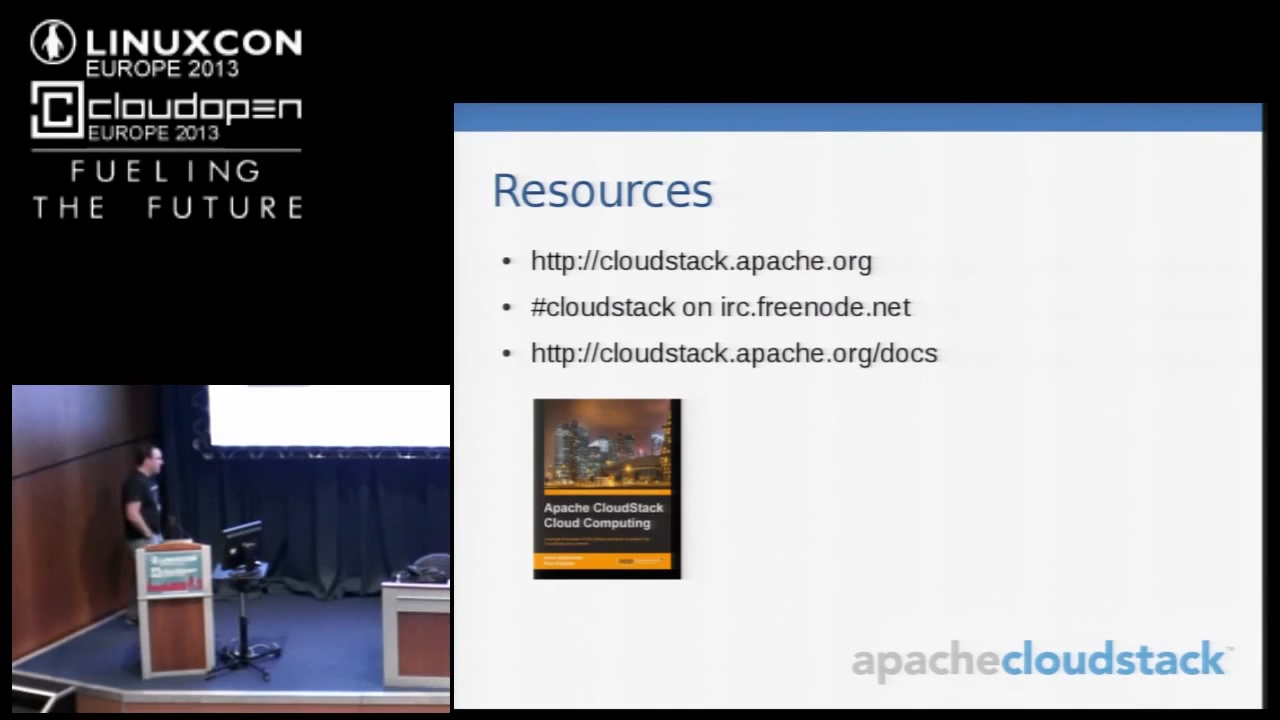 LINUXCON
EUROPE 2013
cloudopen
EUROPE 2013
FUELING
THE FUTURE
Resources
• http://cloudstack.apache.org
• #cloudstack on irc.freenode.net
• http://cloudstack.apache.org/docs
Apache CloudStack
Cloud Computing
apachecloudstack™